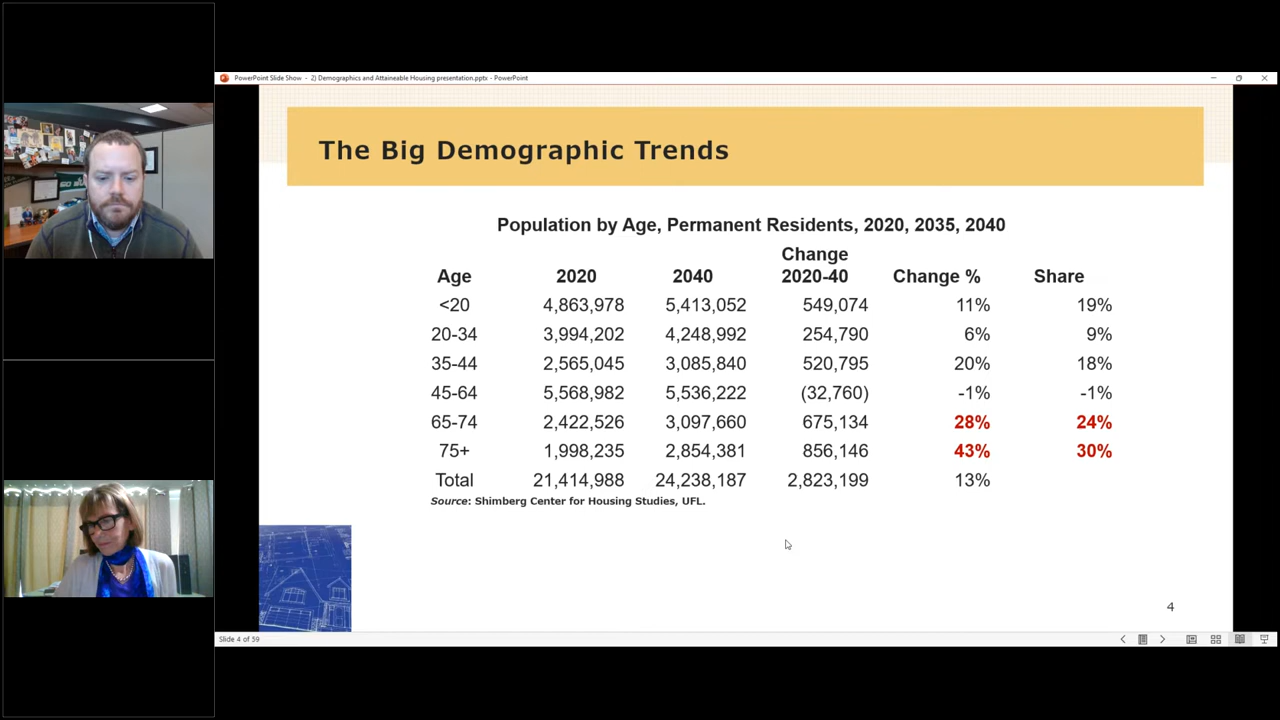 PowerPoint Slide Show - 2) Demographics and Attaineable Housing presentation.pptx - PowerPoint
The Big Demographic Trends
Population by Age, Permanent Residents, 2020, 2035, 2040
Age 2020 2040 Change 2020-40 Change % Share
<20 4,863,978 5,413,052 549,074 11% 19%
20-34 3,994,202 4,248,992 254,790 6% 9%
35-44 2,565,045 3,085,840 520,795 20% 18%
45-64 5,568,982 5,536,222 (32,760) -1% -1%
65-74 2,422,526 3,097,660 675,134 28% 24%
75+ 1,998,235 2,854,381 856,146 43% 30%
Total 21,414,988 24,238,187 2,823,199 13%
Source: Shimberg Center for Housing Studies, UFL.
4
Slide 4 of 59